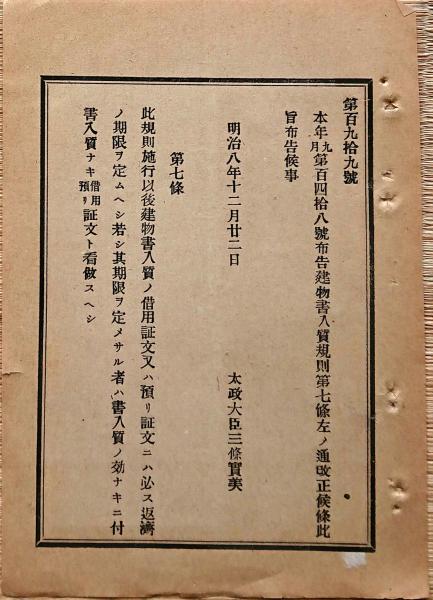 第百九拾九號
本年九月第百四拾八號布告建物書入質規則第七條左ノ通改正候條此
旨布告候事
明治八年十二月廿二日
太政大臣三條實美
第七條
此規則施行以後建物書入質ノ借用証文又ハ預リ証文ニハ必ス返濟
ノ期限ヲ定ムヘシ若シ其期限ヲ定メサル者ハ書入質ノ効ナキニ付
書入質ナキ借用預リ証文ト看做スヘシ